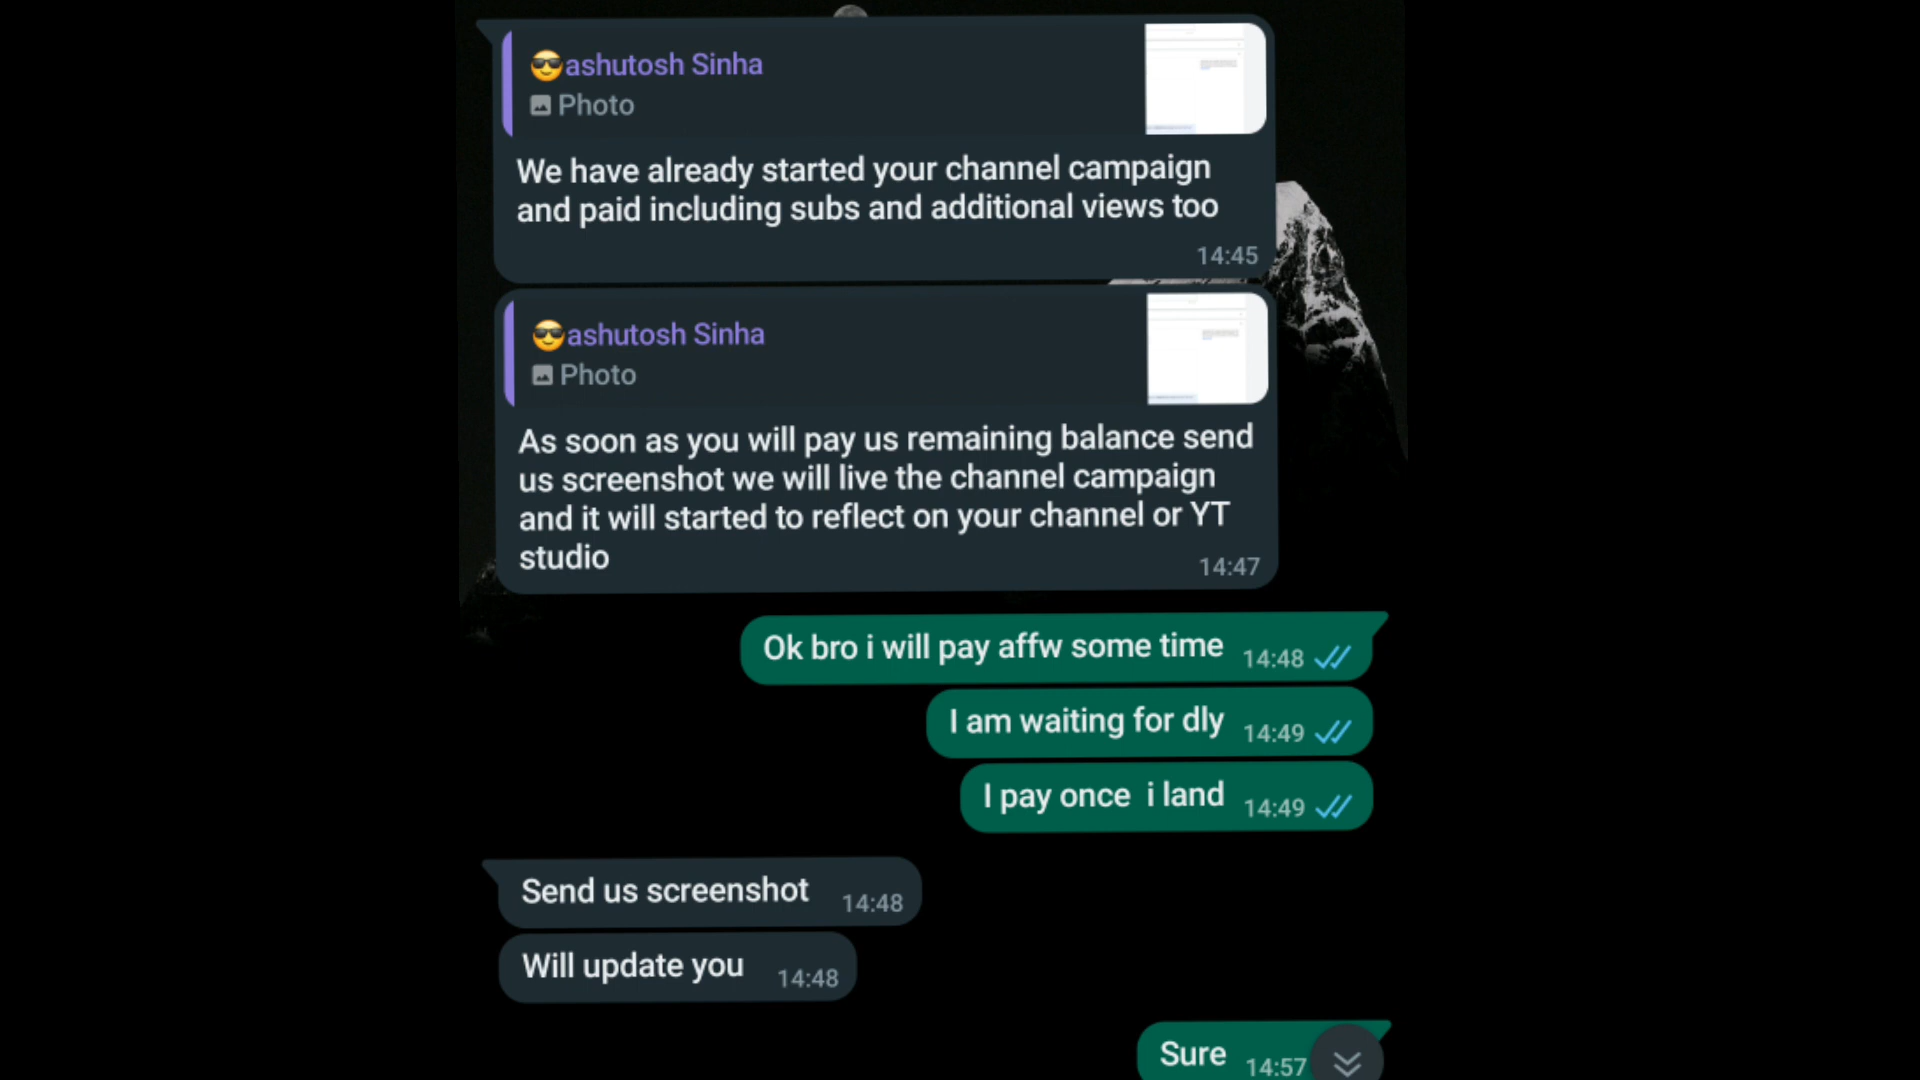 😎ashutosh Sinha
Photo
We have already started your channel campaign
and paid including subs and additional views too
14:45
😎ashutosh Sinha
Photo
As soon as you will pay us remaining balance send
us screenshot we will live the channel campaign
and it will started to reflect on your channel or YT
studio
14:47
Ok bro i will pay affw some time 14:48
I am waiting for dly 14:49
I pay once i land 14:49
Send us screenshot 14:48
Will update you 14:48
Sure 14:57